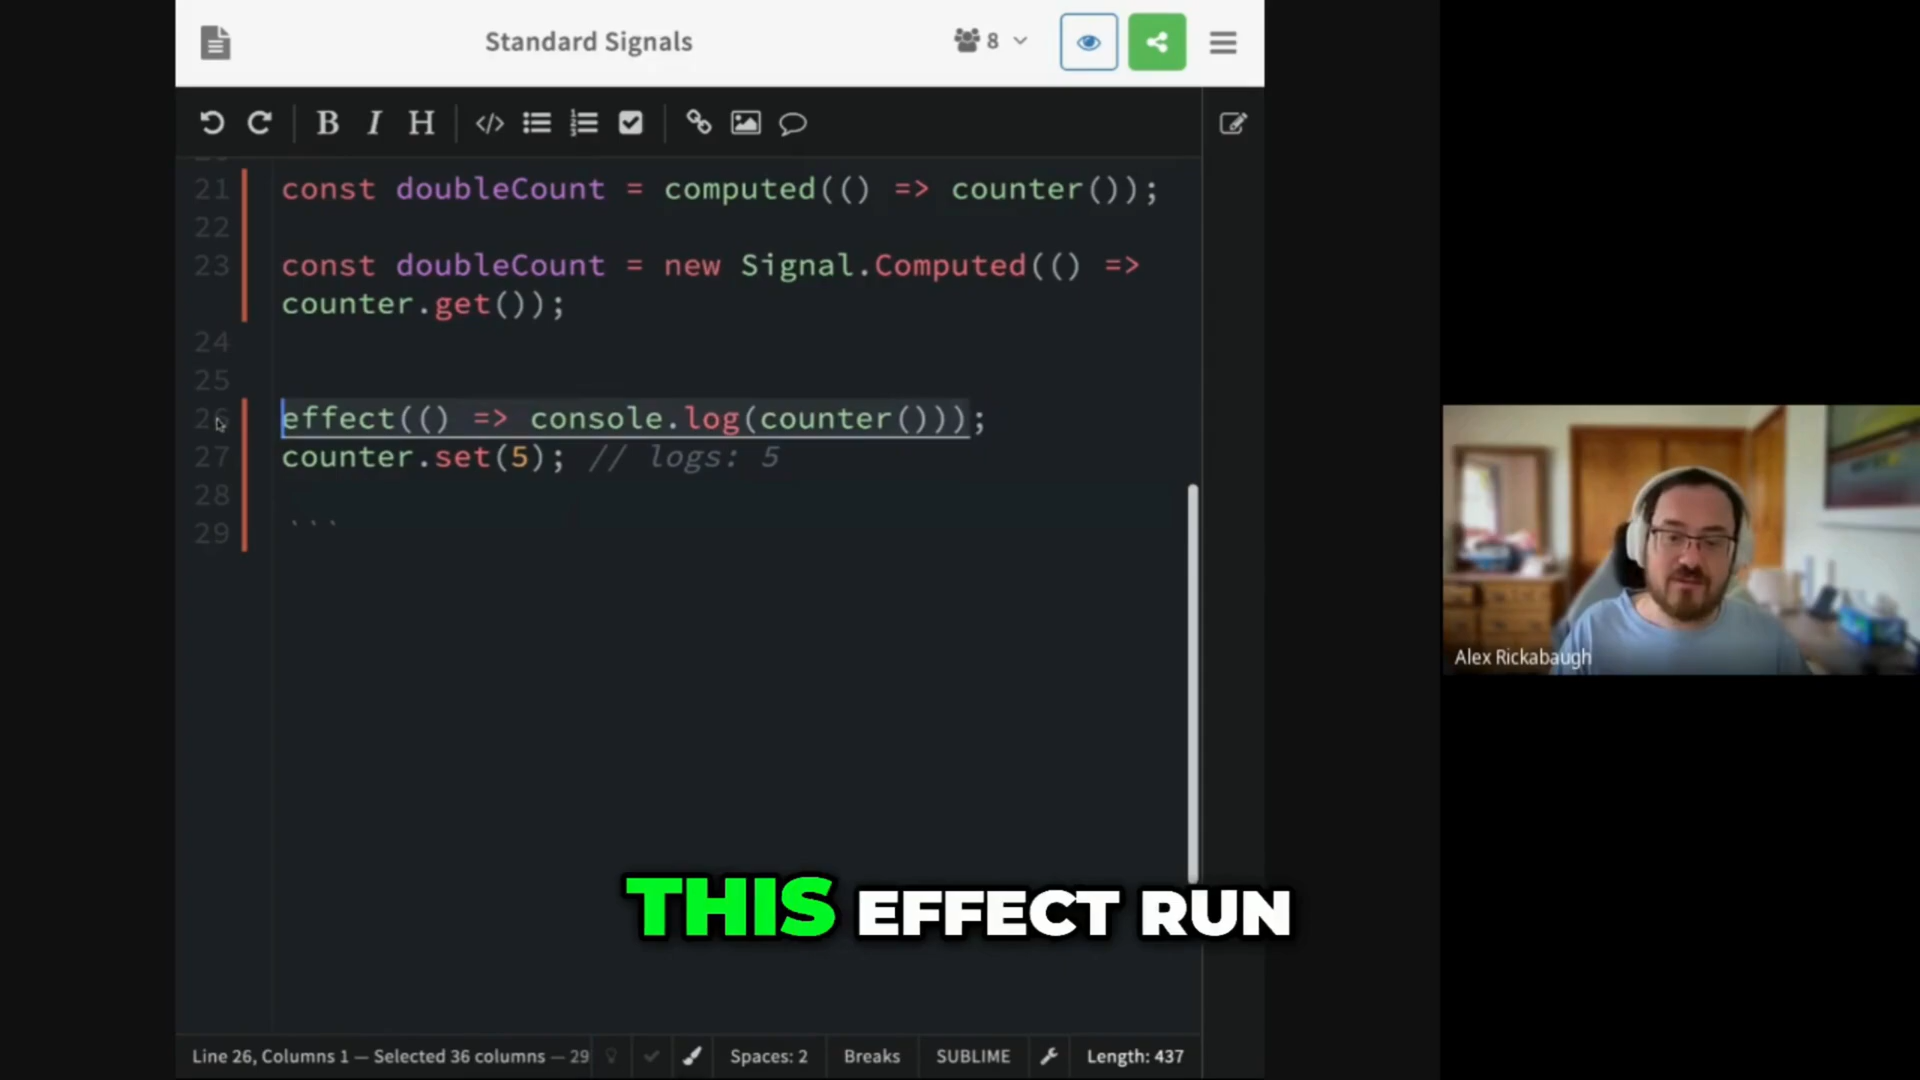 Standard Signals
8
B I H </>
21 const doubleCount = computed(() => counter());
22
23 const doubleCount = new Signal.Computed(() =>
counter.get());
24
25
26 effect(() => console.log(counter()));
27 counter.set(5); // logs: 5
28
29 ```
Alex Rickabaugh
THIS EFFECT RUN
Line 26, Columns 1 — Selected 36 columns — 29
Spaces: 2
Breaks
SUBLIME
Length: 437